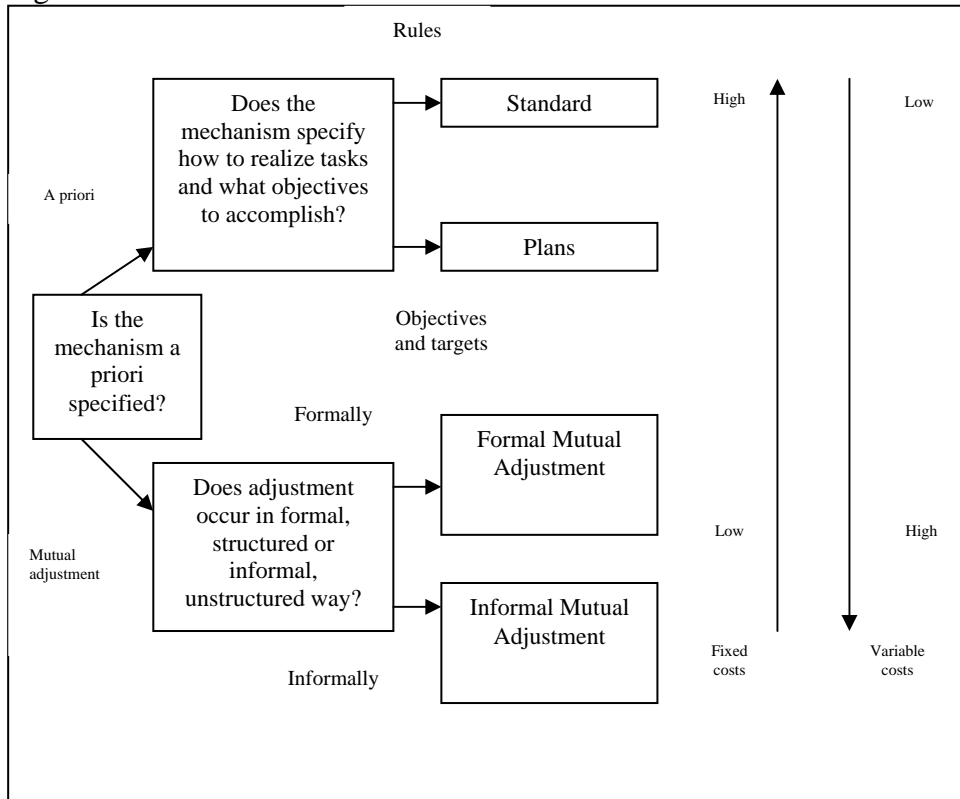 Rules
Does the
mechanism specify
how to realize tasks
and what objectives
to accomplish?
Standard
High
Low
A priori
Plans
Is the
mechanism a
priori
specified?
Objectives
and targets
Formally
Formal Mutual
Adjustment
Does adjustment
occur in formal,
structured or
informal,
unstructured way?
Low
High
Mutual
adjustment
Informal Mutual
Adjustment
Informally
Fixed
costs
Variable
costs